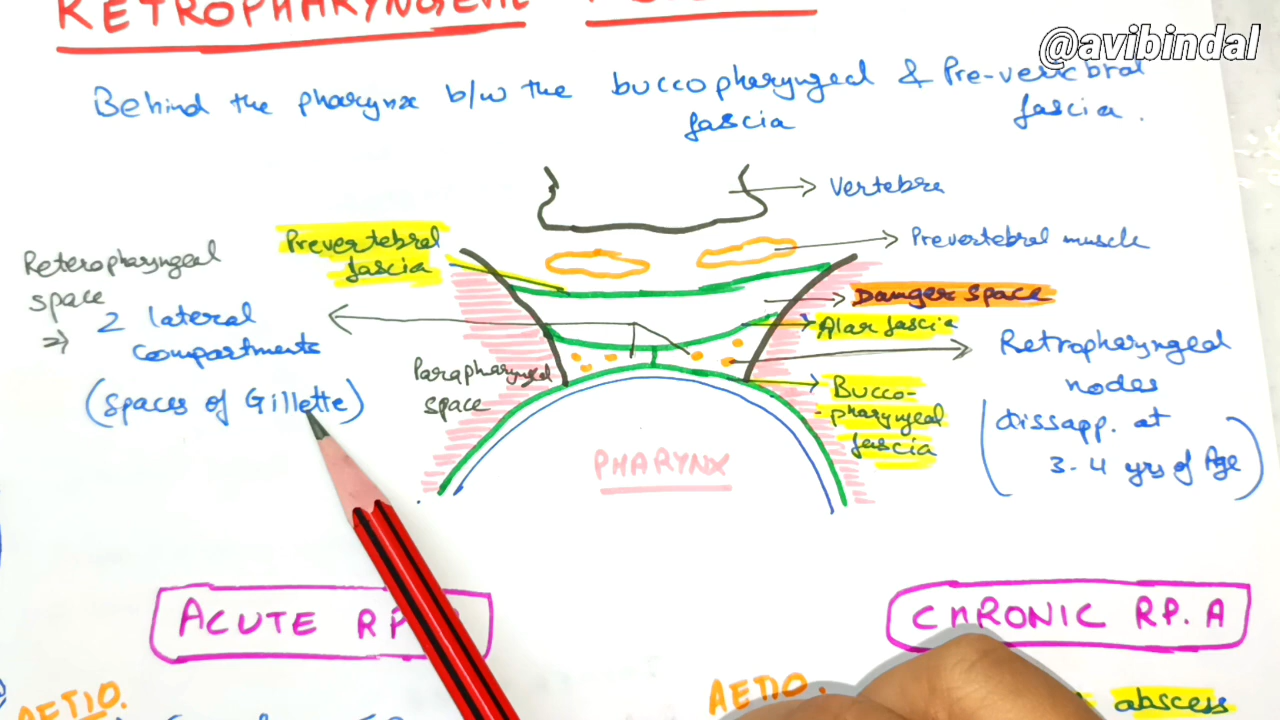 @avibindal
RETROPHARYNGEAL
Behind the pharynx b/w the buccopharyngeal & Pre-vertebral
fascia
fascia.
Vertebra
Prevertebral
fascia
Prevertebral muscle
Reteropharyngeal
space
⇒ 2 lateral
compartments
(Spaces of Gillette)
Danger space
Alar fascia
Retropharyngeal
nodes
(dissapp. at
3-4 yrs of Age)
Parapharyngeal
space
Bucco-
-pharyngeal
fascia
PHARYNX
ACUTE RP
CHRONIC RP.A
AETIO.
AETIO.
abscess